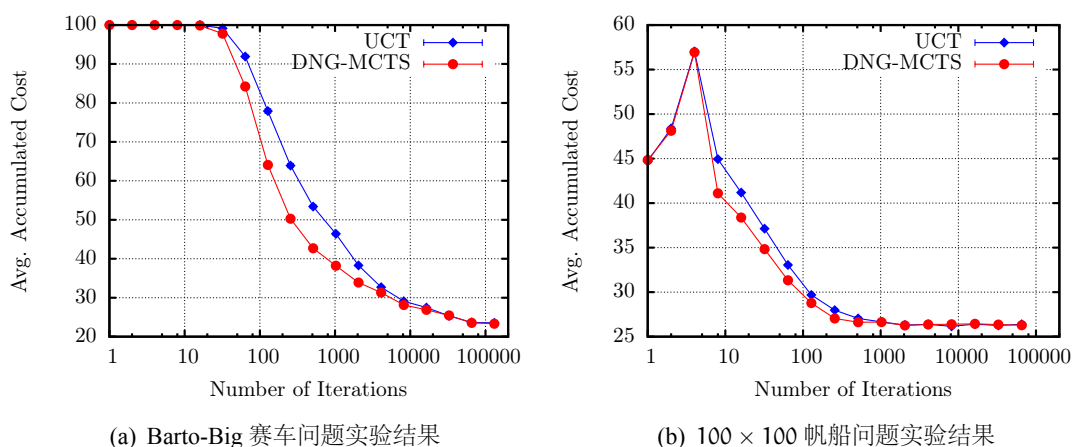 100
90
80
70
60
50
40
30
20
1
10
100
1000
10000
100000
Avg. Accumulated Cost
Number of Iterations
UCT
DNG-MCTS
(a) Barto-Big 赛车问题实验结果
60
55
50
45
40
35
30
25
1
10
100
1000
10000
100000
Avg. Accumulated Cost
Number of Iterations
UCT
DNG-MCTS
(b) 100 × 100 帆船问题实验结果